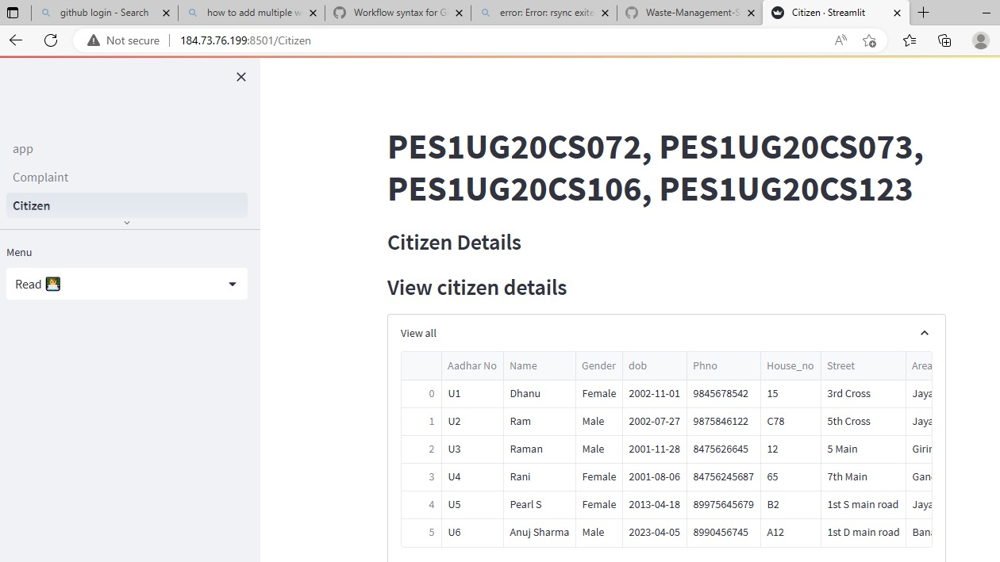 github login - Search
how to add multiple w
Workflow syntax for G
error: Error: rsync exite
Waste-Management-S
Citizen · Streamlit
Not secure
184.73.76.199:8501/Citizen
app
Complaint
Citizen
Menu
Read
PES1UG20CS072, PES1UG20CS073,
PES1UG20CS106, PES1UG20CS123
Citizen Details
View citizen details
View all
Aadhar No Name Gender dob Phno House_no Street Area
0 U1 Dhanu Female 2002-11-01 9845678542 15 3rd Cross Jaya
1 U2 Ram Male 2002-07-27 9875846122 C78 5th Cross Jaya
2 U3 Raman Male 2001-11-28 8475626645 12 5 Main Girin
3 U4 Rani Female 2001-08-06 84756245687 65 7th Main Gan
4 U5 Pearl S Female 2013-04-18 89975645679 B2 1st S main road Jaya
5 U6 Anuj Sharma Male 2023-04-05 8990456745 A12 1st D main road Bana